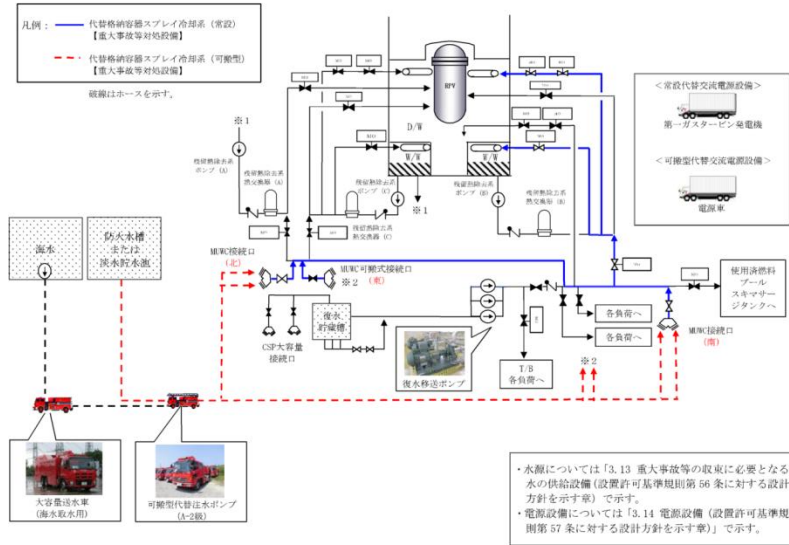 凡例：
代替格納容器スプレイ冷却系（常設）
【重大事故等対処設備】
代替格納容器スプレイ冷却系（可搬型）
【重大事故等対処設備】
破線はホースを示す。
RPV
D/W
W/W
W/W
※1
※1
残留熱除去系
ポンプ(A)
残留熱除去系
熱交換器(A)
残留熱除去系
ポンプ(C)
残留熱除去系
熱交換器(C)
残留熱除去系
ポンプ(B)
残留熱除去系
熱交換器(B)
＜常設代替交流電源設備＞
第一ガスタービン発電機
＜可搬型代替交流電源設備＞
電源車
海水
防火水槽
または
淡水貯水池
MUWC接続口
(北)
MUWC可搬式接続口
(東)
※2
復水
貯蔵槽
CSP大容量
接続口
復水移送ポンプ
T/B
各負荷へ
各負荷へ
各負荷へ
※2
MUWC接続口
(南)
使用済燃料
プール
スキマサー
ジタンクへ
大容量送水車
(海水取水用)
可搬型代替注水ポンプ
(A-2級)
・水源については「3.13 重大事故等の収束に必要となる
水の供給設備(設置許可基準規則第56条に対する設計
方針を示す章)で示す。
・電源設備については「3.14 電源設備（設置許可基準規
則第57条に対する設計方針を示す章)」で示す。